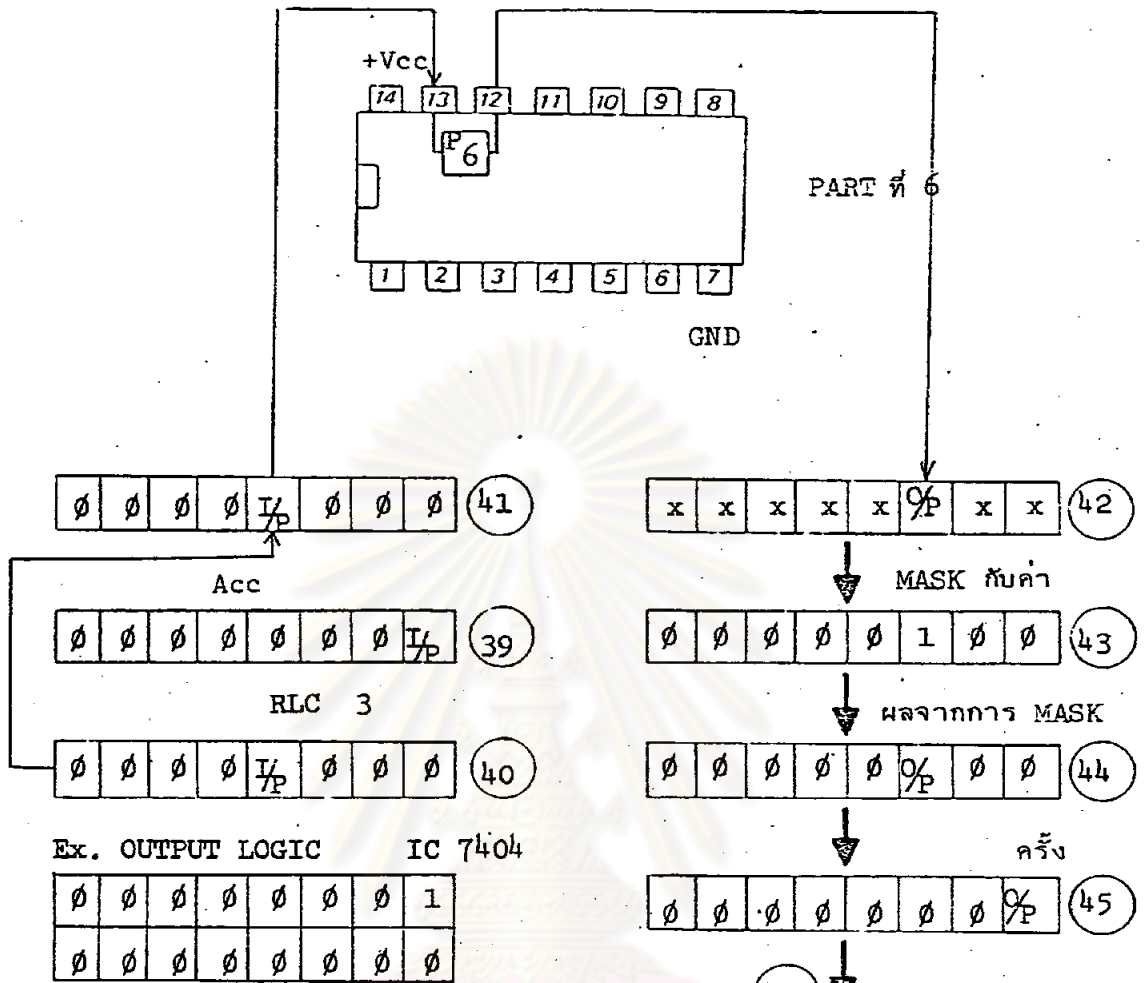 +Vcc
14 13 12 11 10 9 8
P6
PART ที่ 6
1 2 3 4 5 6 7
GND
Ø Ø Ø Ø I/P Ø Ø Ø 41
x x x x x O/P x x 42
Acc
MASK กับค่า
Ø Ø Ø Ø Ø Ø Ø I/P 39
Ø Ø Ø Ø Ø 1 Ø Ø 43
RLC 3
ผลจากการ MASK
Ø Ø Ø Ø I/P Ø Ø Ø 40
Ø Ø Ø Ø Ø O/P Ø Ø 44
Ex. OUTPUT LOGIC IC 7404
ครั้ง
Ø Ø Ø Ø Ø Ø Ø 1
Ø Ø Ø Ø Ø Ø Ø O/P 45
Ø Ø Ø Ø Ø Ø Ø Ø